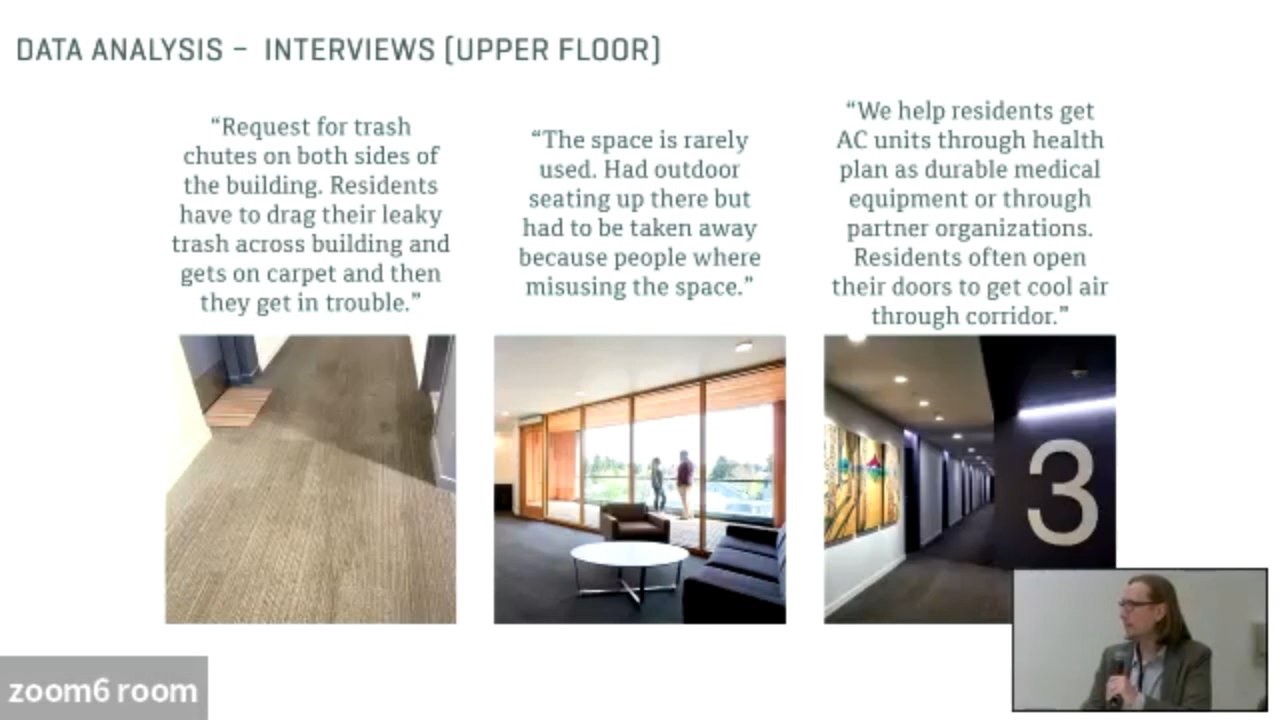 DATA ANALYSIS – INTERVIEWS [UPPER FLOOR]
“Request for trash
chutes on both sides of
the building. Residents
have to drag their leaky
trash across building and
gets on carpet and then
they get in trouble.”
“The space is rarely
used. Had outdoor
seating up there but
had to be taken away
because people where
misusing the space.”
“We help residents get
AC units through health
plan as durable medical
equipment or through
partner organizations.
Residents often open
their doors to get cool air
through corridor.”
3
zoom6 room